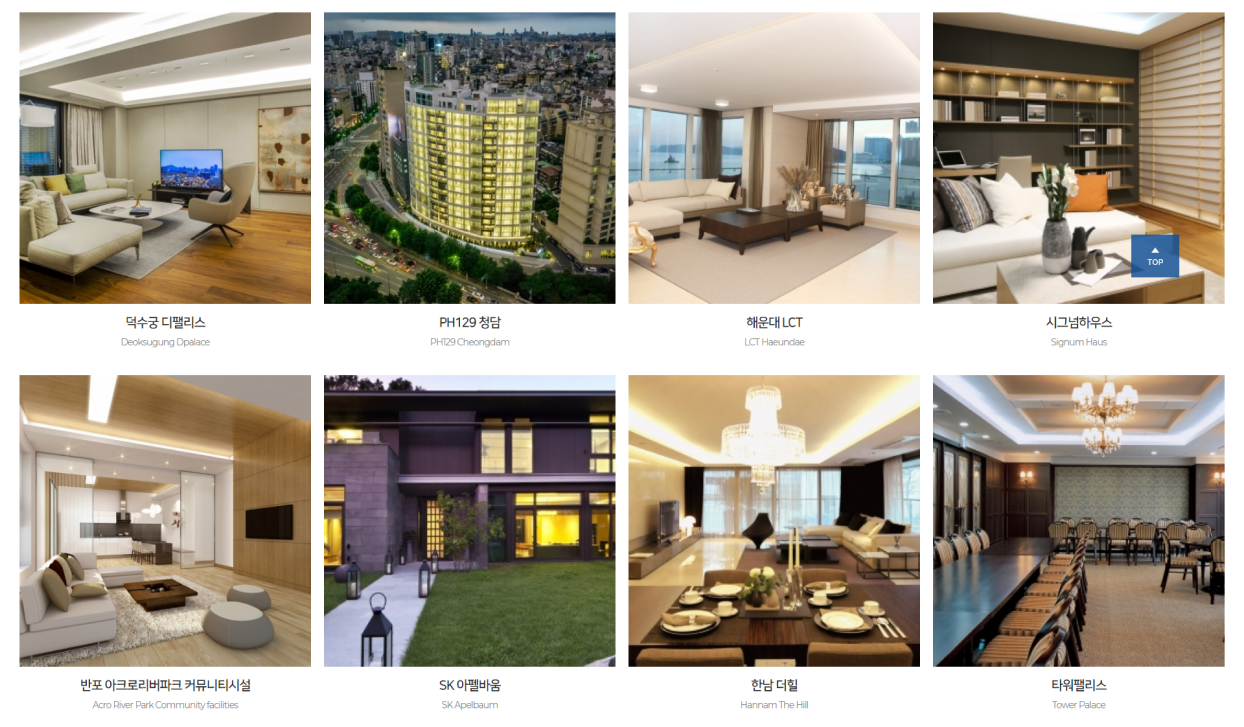 TOP
덕수궁 디팰리스
Deoksugung Dpalace
PH129 청담
PH129 Cheongdam
해운대 LCT
LCT Haeundae
시그넘하우스
Signum Haus
반포 아크로리버파크 커뮤니티시설
Acro River Park Community facilities
SK 아펠바움
SK Apelbaum
한남 더힐
Hannam The Hill
타워팰리스
Tower Palace